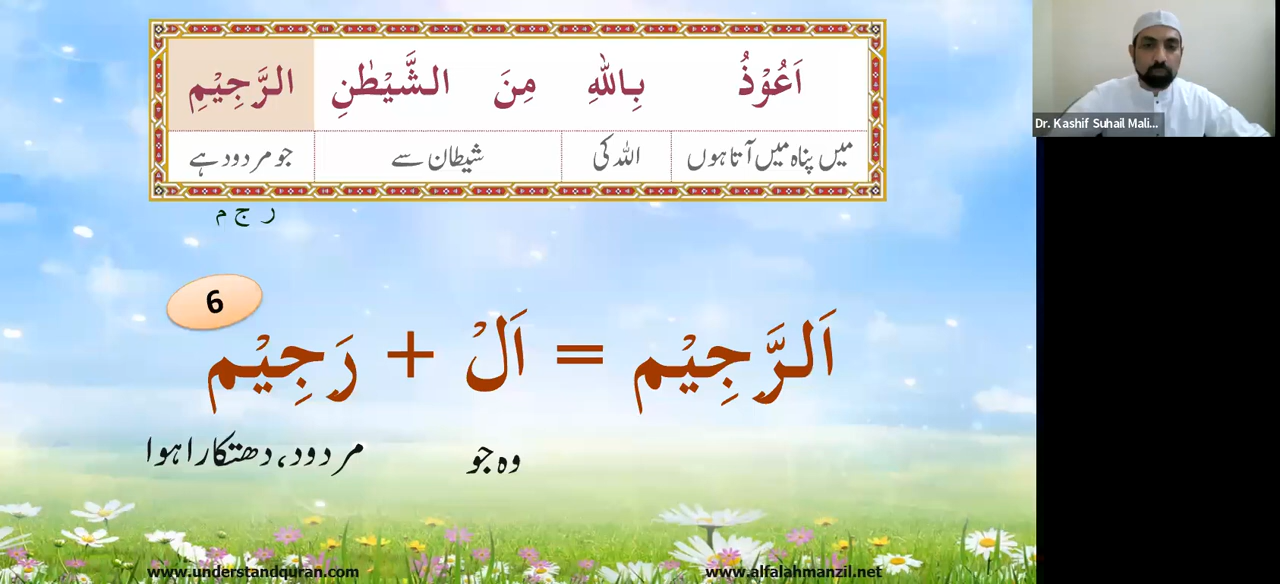 اَعُوْذُ بِاللّٰهِ مِنَ الشَّيْطٰنِ الرَّجِيْمِ
میں پناہ میں آتا ہوں اللہ کی شیطان سے جو مردود ہے
ر ج م
6
اَلرَّجِيْم = اَلْ + رَجِيْم
وہ جو مردود، دھتکارا ہوا
www.understandquran.com www.alfalahmanzil.net
Dr. Kashif Suhail Mali...